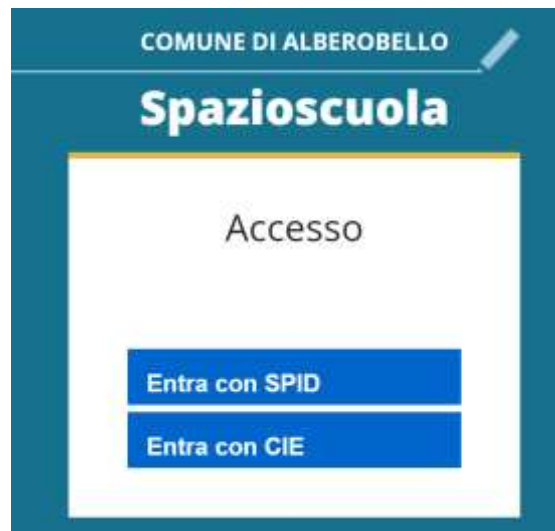 COMUNE DI ALBEROBELLO
Spazioscuola
Accesso
Entra con SPID
Entra con CIE